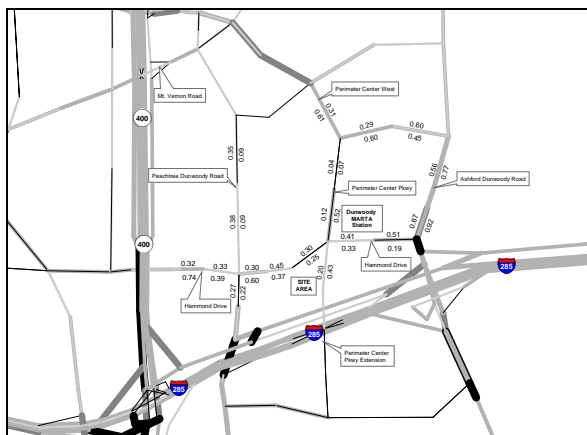 Mt. Vernon Road
Perimeter Center West
400
0.31
0.61
0.29
0.60
0.60
0.45
0.35
0.09
0.04
0.07
0.56
0.77
Peachtree Dunwoody Road
Ashford Dunwoody Road
Perimeter Center Pkwy
0.38
0.09
0.12
0.52
Dunwoody
MARTA
Station
0.67
0.92
400
0.30
0.25
0.41
0.33
0.51
0.19
Hammond Drive
0.32
0.74
0.33
0.39
0.30
0.60
0.45
0.37
0.20
0.43
SITE
AREA
0.27
0.22
Hammond Drive
285
285
Perimeter Center
Pkwy Extension
285